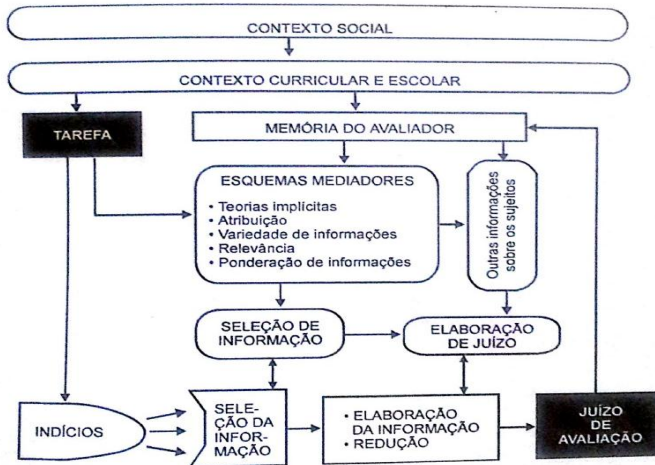 CONTEXTO SOCIAL
CONTEXTO CURRICULAR E ESCOLAR
TAREFA
MEMÓRIA DO AVALIADOR
ESQUEMAS MEDIADORES
• Teorias implícitas
• Atribuição
• Variedade de informações
• Relevância
• Ponderação de informações
Outras informações
sobre os sujeitos
SELEÇÃO DE
INFORMAÇÃO
ELABORAÇÃO
DE JUÍZO
INDÍCIOS
SELE-
ÇÃO DA
INFOR-
MAÇÃO
• ELABORAÇÃO
DA INFORMAÇÃO
• REDUÇÃO
JUÍZO
DE
AVALIAÇÃO